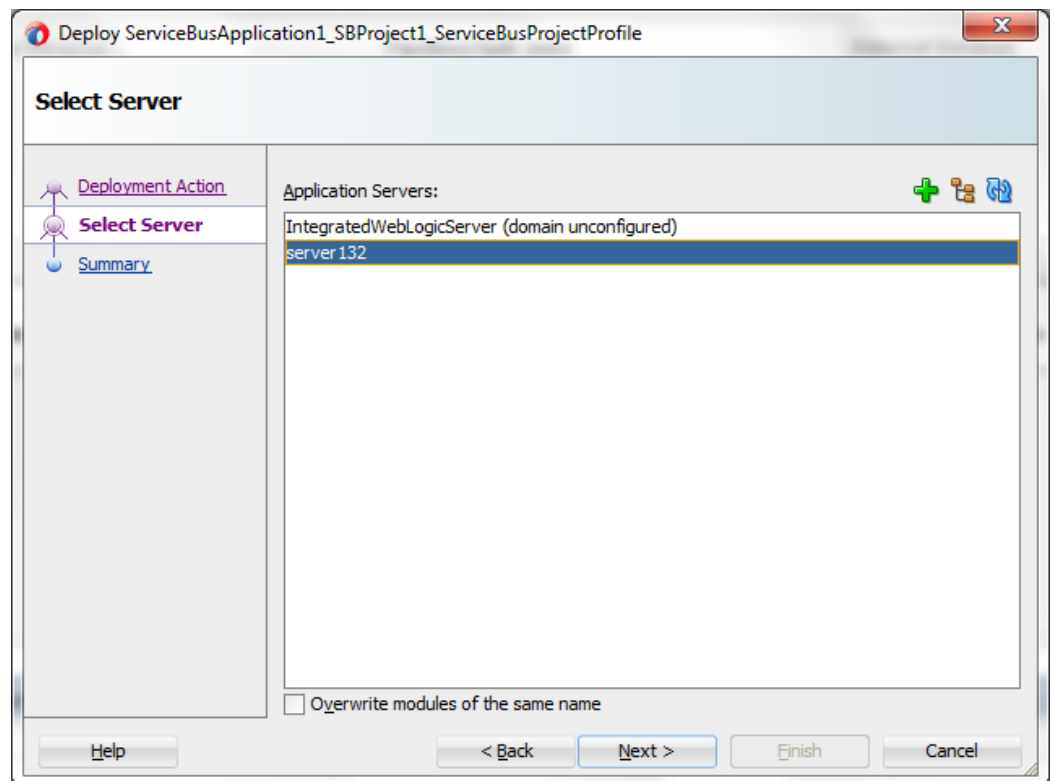 Deploy ServiceBusApplication1_SBProject1_ServiceBusProjectProfile
Select Server
Deployment Action
Select Server
Summary
Application Servers:
IntegratedWebLogicServer (domain unconfigured)
server132
Overwrite modules of the same name
Help
< Back
Next >
Finish
Cancel